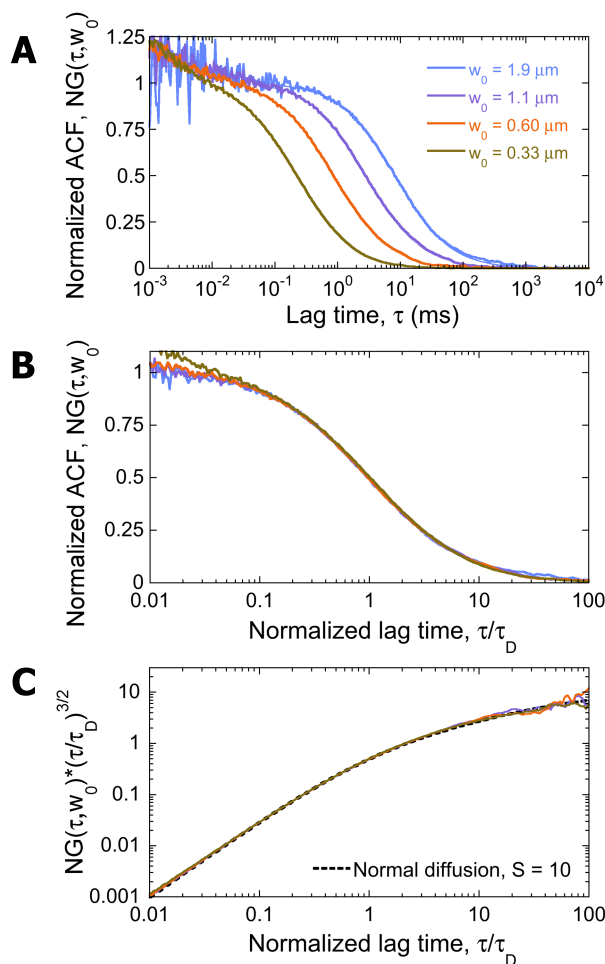 A
Normalized ACF, NG(τ,w₀)
1.25
1
0.75
0.5
0.25
0
w₀ = 1.9 μm
w₀ = 1.1 μm
w₀ = 0.60 μm
w₀ = 0.33 μm
10⁻³ 10⁻² 10⁻¹ 10⁰ 10¹ 10² 10³ 10⁴
Lag time, τ (ms)
B
Normalized ACF, NG(τ,w₀)
1
0.75
0.5
0.25
0
0.01 0.1 1 10 100
Normalized lag time, τ/τ_D
C
NG(τ,w₀)*(τ/τ_D)^3/2
10
1
0.1
0.01
0.001
Normal diffusion, S = 10
0.01 0.1 1 10 100
Normalized lag time, τ/τ_D